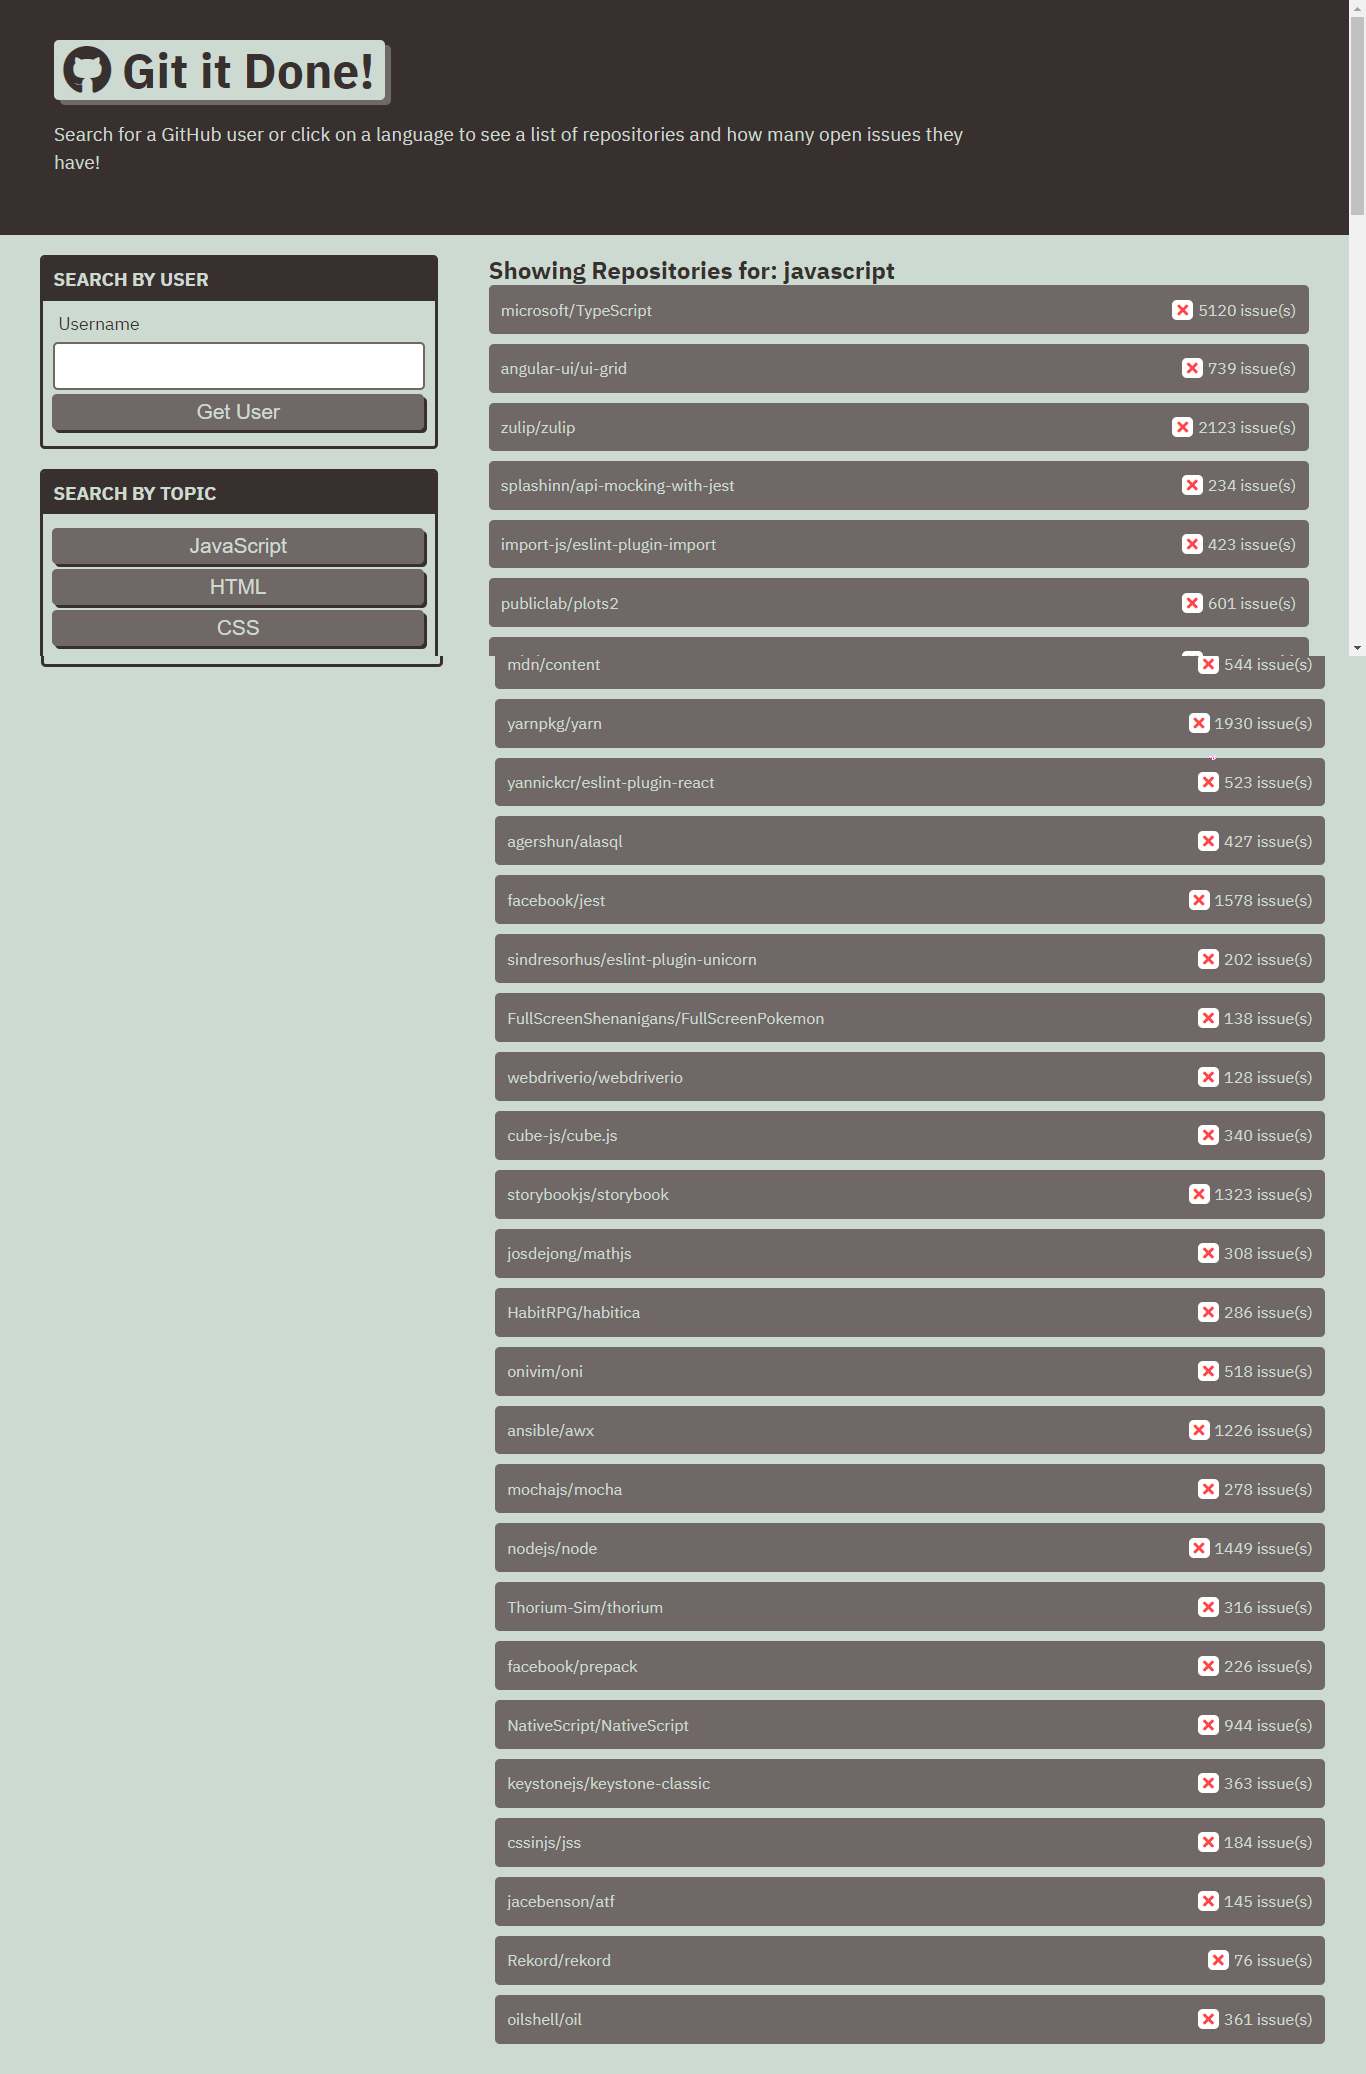 Git it Done!
Search for a GitHub user or click on a language to see a list of repositories and how many open issues they
have!
SEARCH BY USER
Username
Get User
SEARCH BY TOPIC
JavaScript
HTML
CSS
Showing Repositories for: javascript
microsoft/TypeScript 5120 issue(s)
angular-ui/ui-grid 739 issue(s)
zulip/zulip 2123 issue(s)
splashinn/api-mocking-with-jest 234 issue(s)
import-js/eslint-plugin-import 423 issue(s)
publiclab/plots2 601 issue(s)
mdn/content 544 issue(s)
yarnpkg/yarn 1930 issue(s)
yannickcr/eslint-plugin-react 523 issue(s)
agershun/alasql 427 issue(s)
facebook/jest 1578 issue(s)
sindresorhus/eslint-plugin-unicorn 202 issue(s)
FullScreenShenanigans/FullScreenPokemon 138 issue(s)
webdriverio/webdriverio 128 issue(s)
cube-js/cube.js 340 issue(s)
storybookjs/storybook 1323 issue(s)
josdejong/mathjs 308 issue(s)
HabitRPG/habitica 286 issue(s)
onivim/oni 518 issue(s)
ansible/awx 1226 issue(s)
mochajs/mocha 278 issue(s)
nodejs/node 1449 issue(s)
Thorium-Sim/thorium 316 issue(s)
facebook/prepack 226 issue(s)
NativeScript/NativeScript 944 issue(s)
keystonejs/keystone-classic 363 issue(s)
cssinjs/jss 184 issue(s)
jacebenson/atf 145 issue(s)
Rekord/rekord 76 issue(s)
oilshell/oil 361 issue(s)